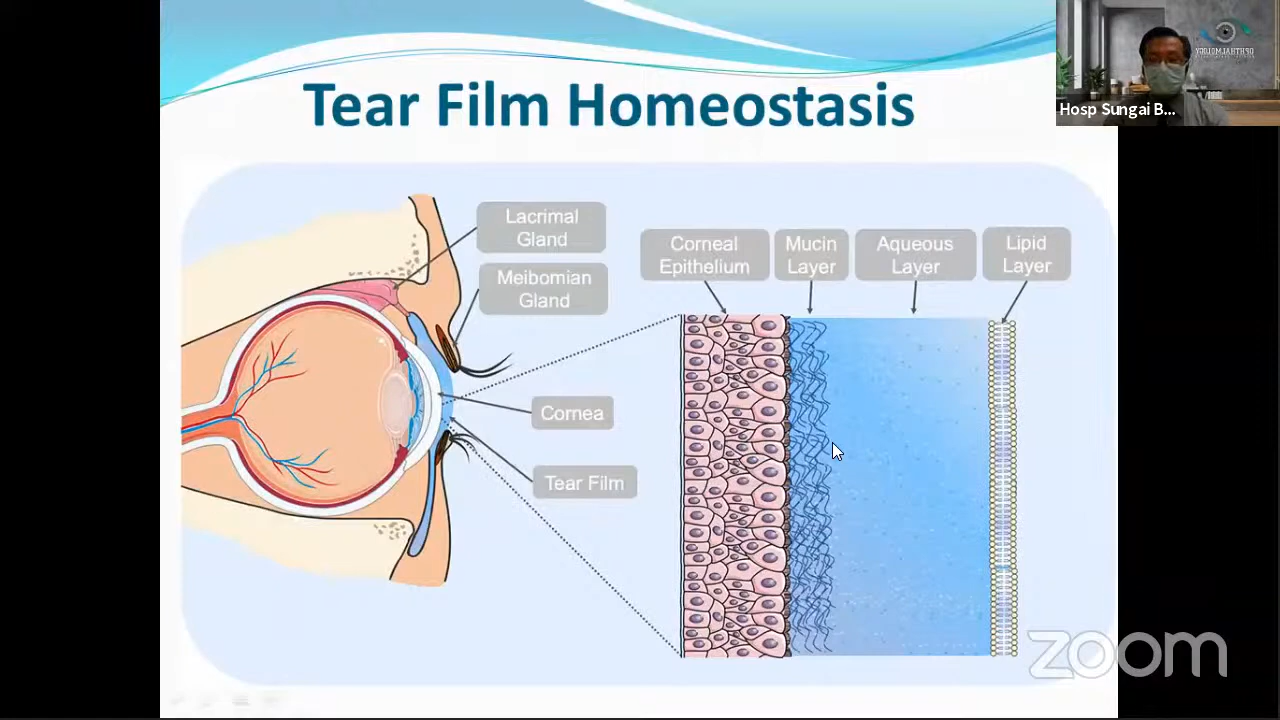 Tear Film Homeostasis
Hosp Sungai B...
Lacrimal
Gland
Meibomian
Gland
Corneal
Epithelium
Mucin
Layer
Aqueous
Layer
Lipid
Layer
Cornea
Tear Film
zoom